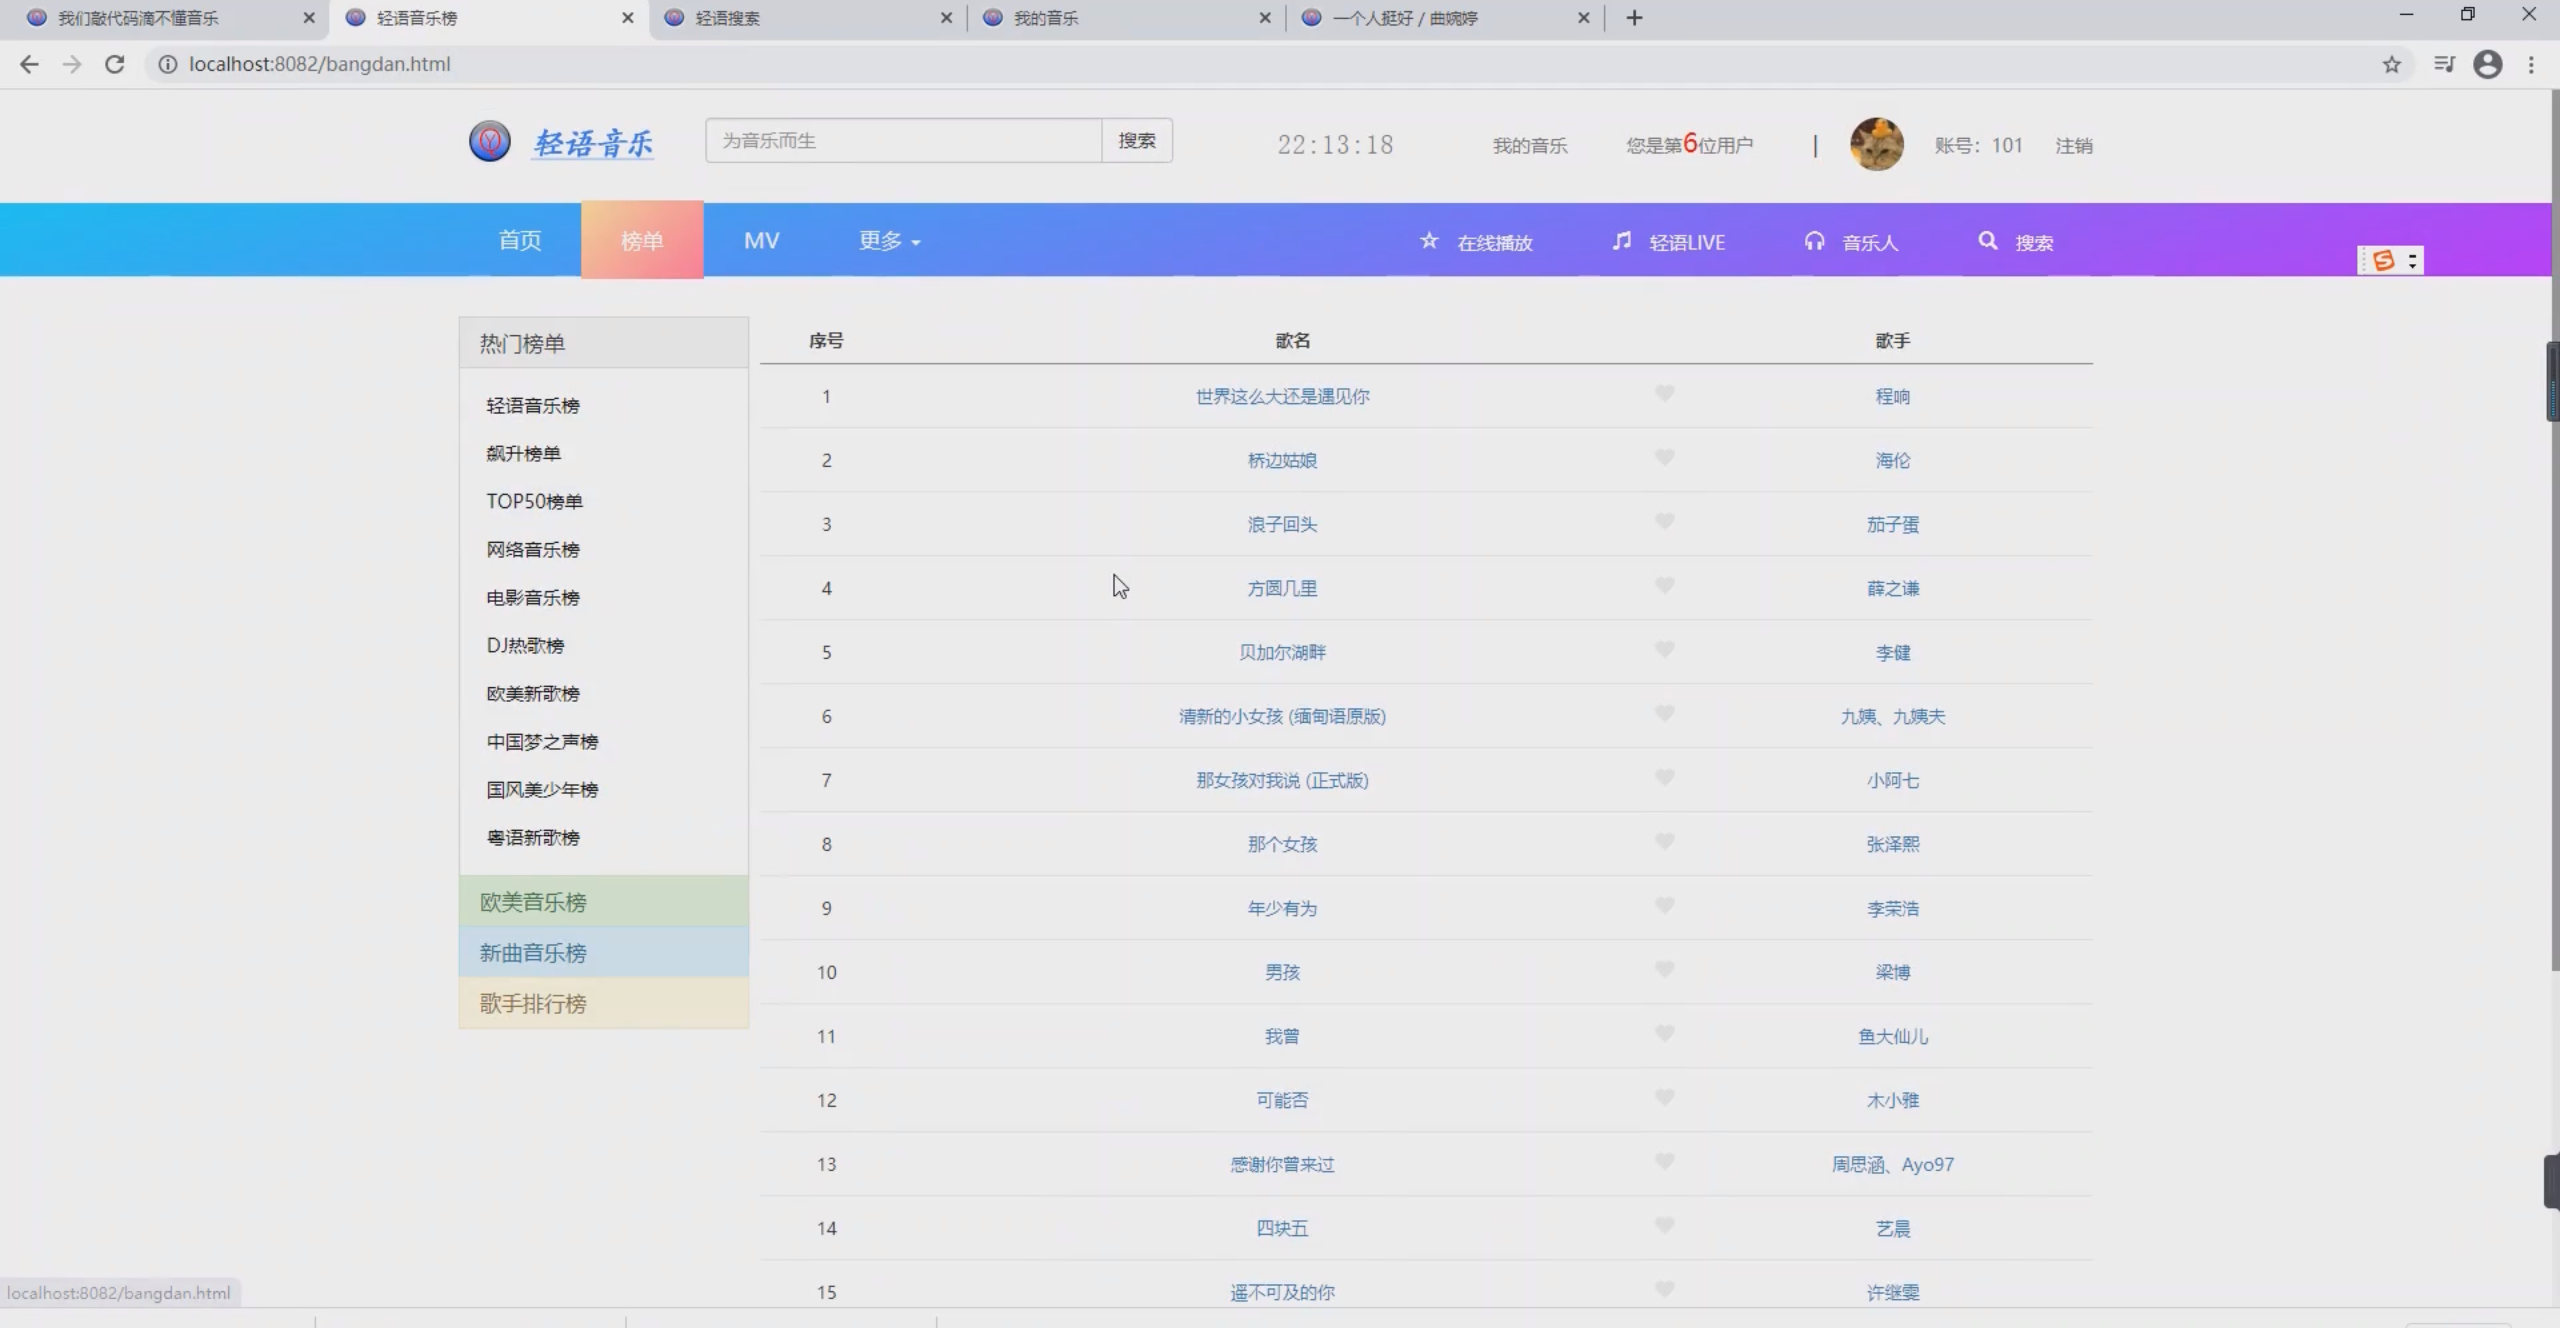 我们敲代码滴不懂音乐 轻语音乐榜 轻语搜索 我的音乐 一个人挺好 / 曲婉婷
localhost:8082/bangdan.html
轻语音乐 为音乐而生 搜索 22:13:18 我的音乐 您是第6位用户 | 账号：101 注销
首页 榜单 MV 更多 在线播放 轻语LIVE 音乐人 搜索
热门榜单
轻语音乐榜
飙升榜单
TOP50榜单
网络音乐榜
电影音乐榜
DJ热歌榜
欧美新歌榜
中国梦之声榜
国风美少年榜
粤语新歌榜
欧美音乐榜
新曲音乐榜
歌手排行榜
序号 歌名 歌手
1 世界这么大还是遇见你 程响
2 桥边姑娘 海伦
3 浪子回头 茄子蛋
4 方圆几里 薛之谦
5 贝加尔湖畔 李健
6 清新的小女孩 (缅甸语原版) 九姨、九姨夫
7 那女孩对我说 (正式版) 小阿七
8 那个女孩 张泽熙
9 年少有为 李荣浩
10 男孩 梁博
11 我曾 鱼大仙儿
12 可能否 木小雅
13 感谢你曾来过 周思涵、Ayo97
14 四块五 艺晨
15 遥不可及的你 许继雯
localhost:8082/bangdan.html